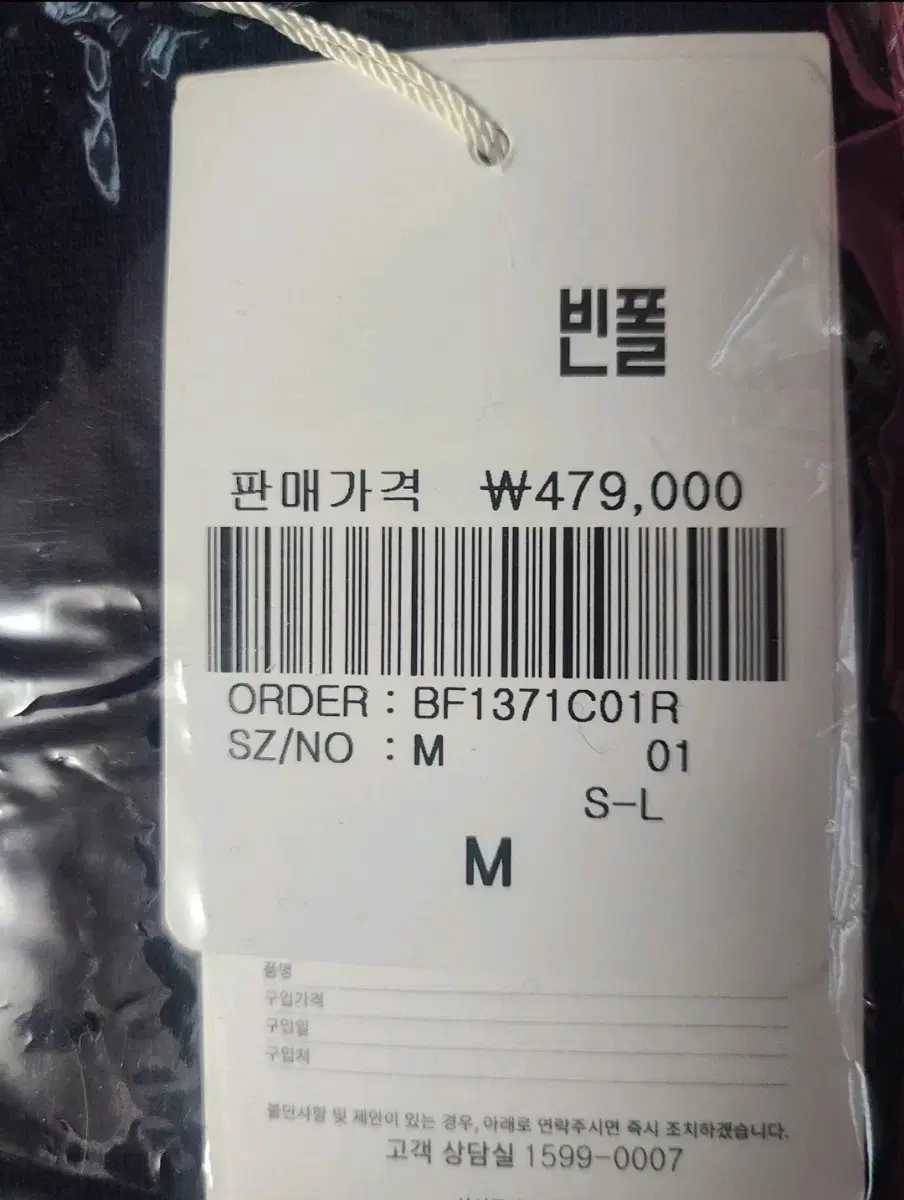 빈폴
판매가격 ₩479,000
ORDER : BF1371C01R
SZ/NO : M 01
S-L
M
품명
구입가격
구입일
구입처
불만사항 및 제안이 있는 경우, 아래로 연락주시면 즉시 조치하겠습니다.
고객 상담실 1599-0007